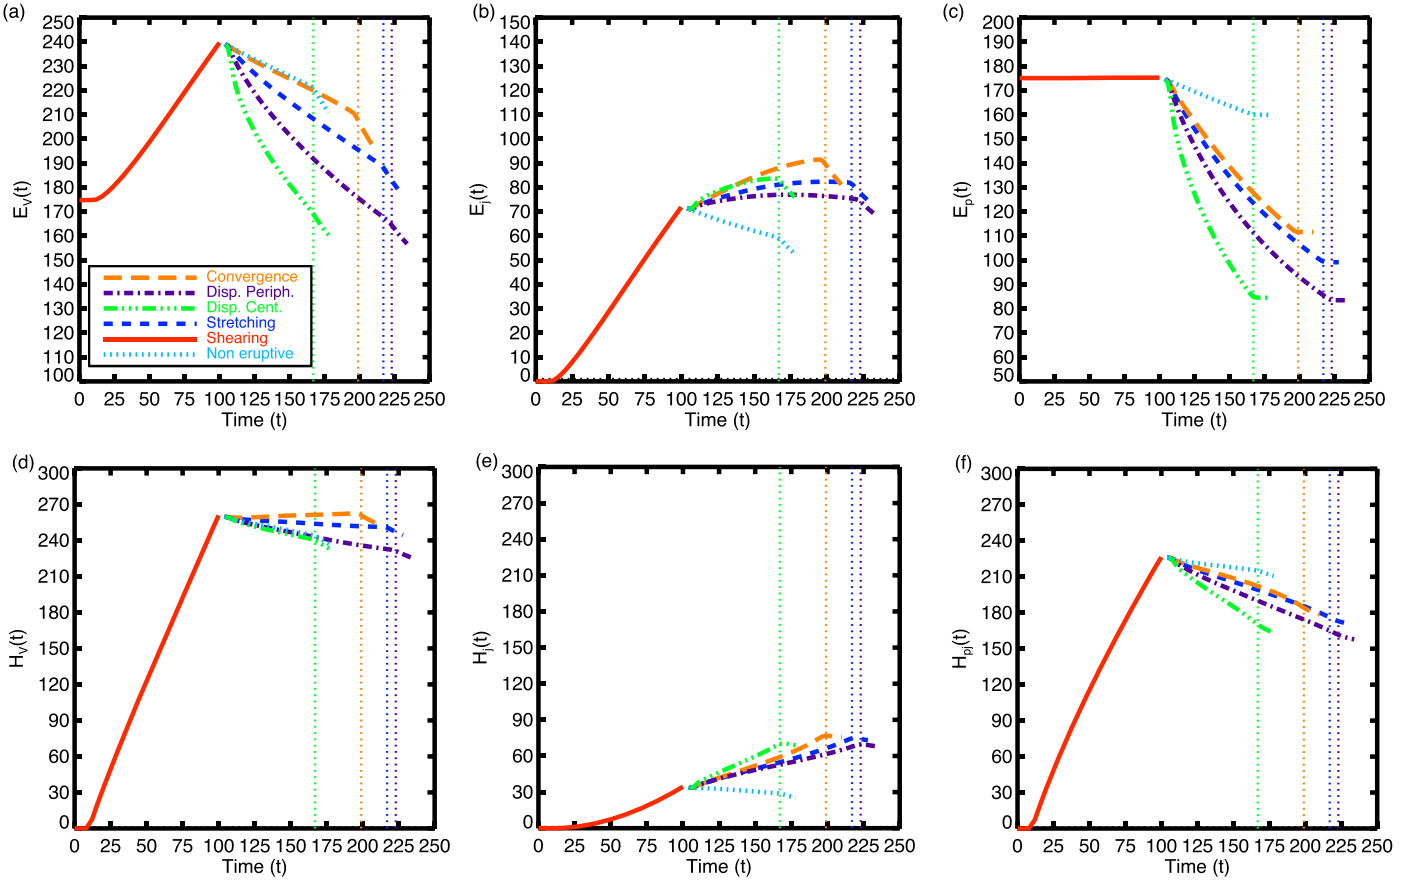 (a)
250
240
230
220
210
200
190
180
170
160
150
140
130
120
110
100
E_V(t)
Convergence
Disp. Periph.
Disp. Cent.
Stretching
Shearing
Non eruptive
0 25 50 75 100 125 150 175 200 225 250
Time (t)
(b)
150
140
130
120
110
100
90
80
70
60
50
40
30
20
10
0
E_j(t)
0 25 50 75 100 125 150 175 200 225 250
Time (t)
(c)
200
190
180
170
160
150
140
130
120
110
100
90
80
70
60
50
E_p(t)
0 25 50 75 100 125 150 175 200 225 250
Time (t)
(d)
300
270
240
210
180
150
120
90
60
30
0
H_V(t)
0 25 50 75 100 125 150 175 200 225 250
Time (t)
(e)
300
270
240
210
180
150
120
90
60
30
0
H_j(t)
0 25 50 75 100 125 150 175 200 225 250
Time (t)
(f)
300
270
240
210
180
150
120
90
60
30
0
H_pj(t)
0 25 50 75 100 125 150 175 200 225 250
Time (t)